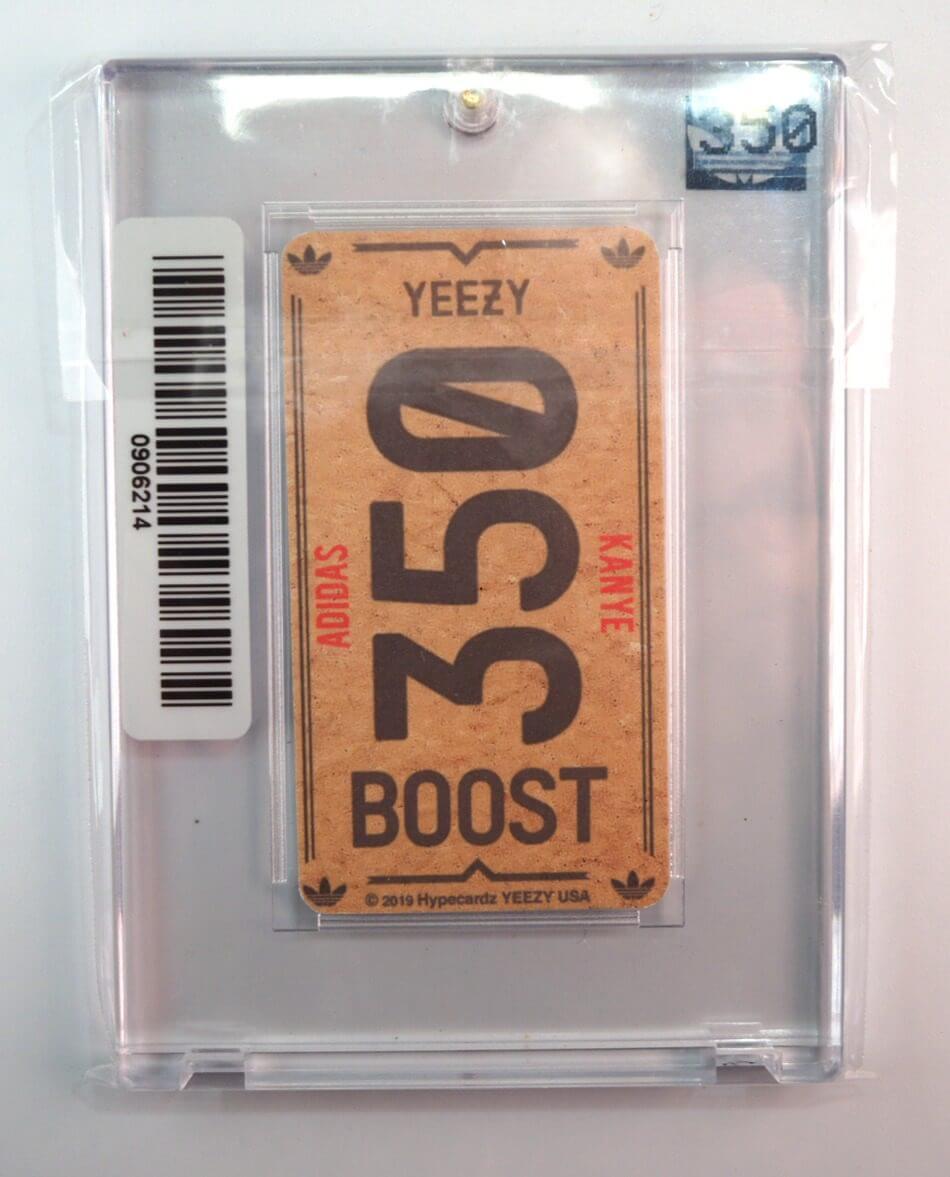 350
0906214
YEEZY
350
ADIDAS
KANYE
BOOST
© 2019 Hypecardz YEEZY USA